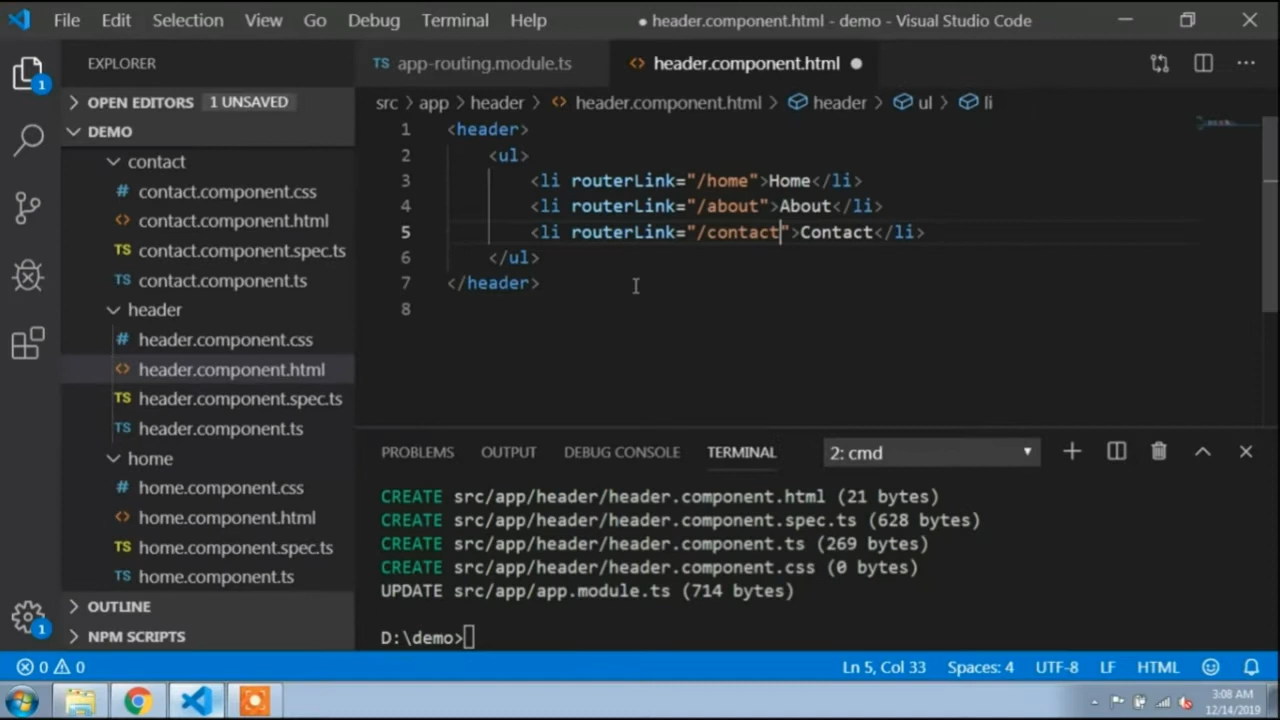 File Edit Selection View Go Debug Terminal Help ● header.component.html - demo - Visual Studio Code
EXPLORER
OPEN EDITORS 1 UNSAVED
DEMO
contact
# contact.component.css
<> contact.component.html
TS contact.component.spec.ts
TS contact.component.ts
header
# header.component.css
<> header.component.html
TS header.component.spec.ts
TS header.component.ts
home
# home.component.css
<> home.component.html
TS home.component.spec.ts
TS home.component.ts
OUTLINE
NPM SCRIPTS
1
1
TS app-routing.module.ts <> header.component.html ●
src > app > header > <> header.component.html > header > ul > li
1 <header>
2 <ul>
3 <li routerLink="/home">Home</li>
4 <li routerLink="/about">About</li>
5 <li routerLink="/contact">Contact</li>
6 </ul>
7 </header>
8
PROBLEMS OUTPUT DEBUG CONSOLE TERMINAL 2: cmd
CREATE src/app/header/header.component.html (21 bytes)
CREATE src/app/header/header.component.spec.ts (628 bytes)
CREATE src/app/header/header.component.ts (269 bytes)
CREATE src/app/header/header.component.css (0 bytes)
UPDATE src/app/app.module.ts (714 bytes)
D:\demo>
0 0 Ln 5, Col 33 Spaces: 4 UTF-8 LF HTML
3:08 AM
12/14/2019